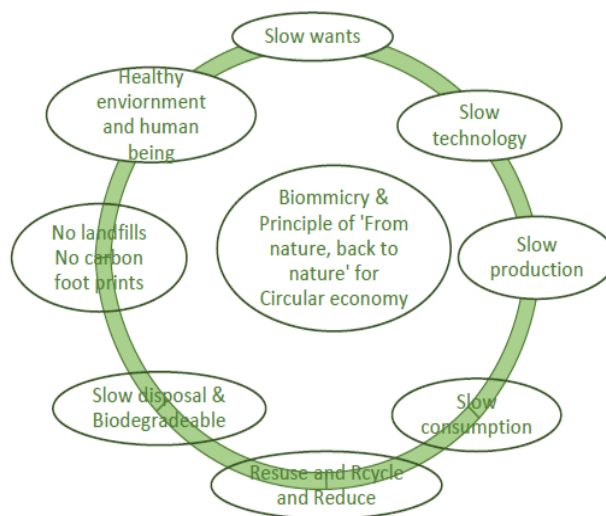 Slow wants
Slow
technology
Slow
production
Slow
consumption
Resuse and Rcycle
and Reduce
Slow disposal &
Biodegradeable
No landfills
No carbon
foot prints
Healthy
enviornment
and human
being
Biommicry &
Principle of 'From
nature, back to
nature' for
Circular economy